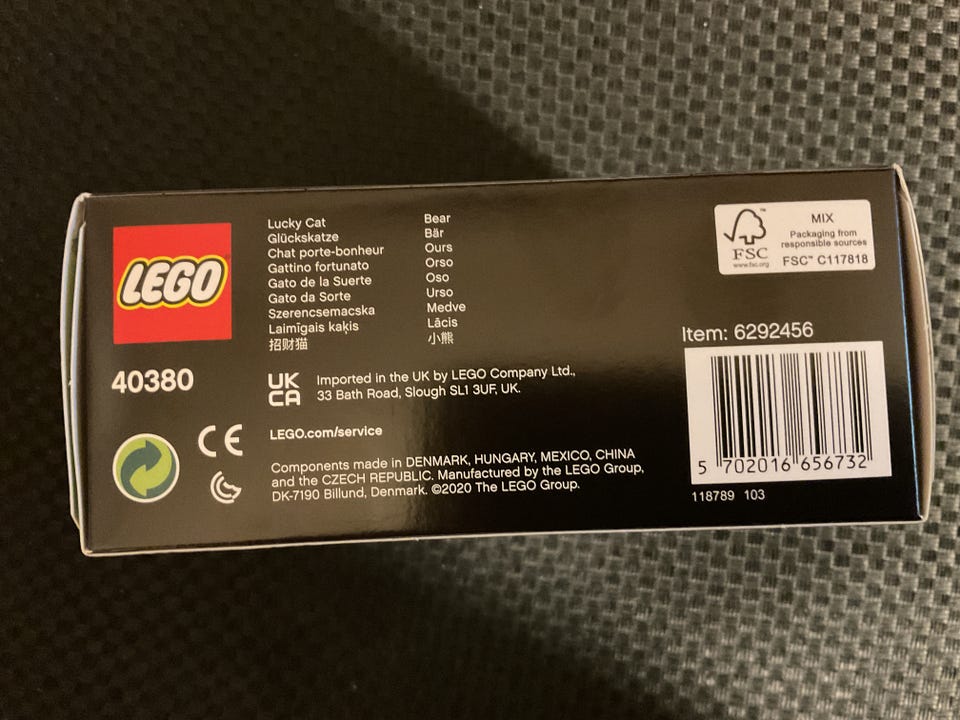 LEGO
40380
Lucky Cat
Glückskatze
Chat porte-bonheur
Gattino fortunato
Gato de la Suerte
Gato da Sorte
Szerencsemacska
Laimīgais kaķis
招财猫
Bear
Bär
Ours
Orso
Oso
Urso
Medve
Lācis
小熊
UK
CA
Imported in the UK by LEGO Company Ltd.,
33 Bath Road, Slough SL1 3UF, UK.
CE
LEGO.com/service
Components made in DENMARK, HUNGARY, MEXICO, CHINA
and the CZECH REPUBLIC. Manufactured by the LEGO Group,
DK-7190 Billund, Denmark. ©2020 The LEGO Group.
™
FSC
www.fsc.org
MIX
Packaging from
responsible sources
FSC™ C117818
Item: 6292456
5 702016 656732
118789 103